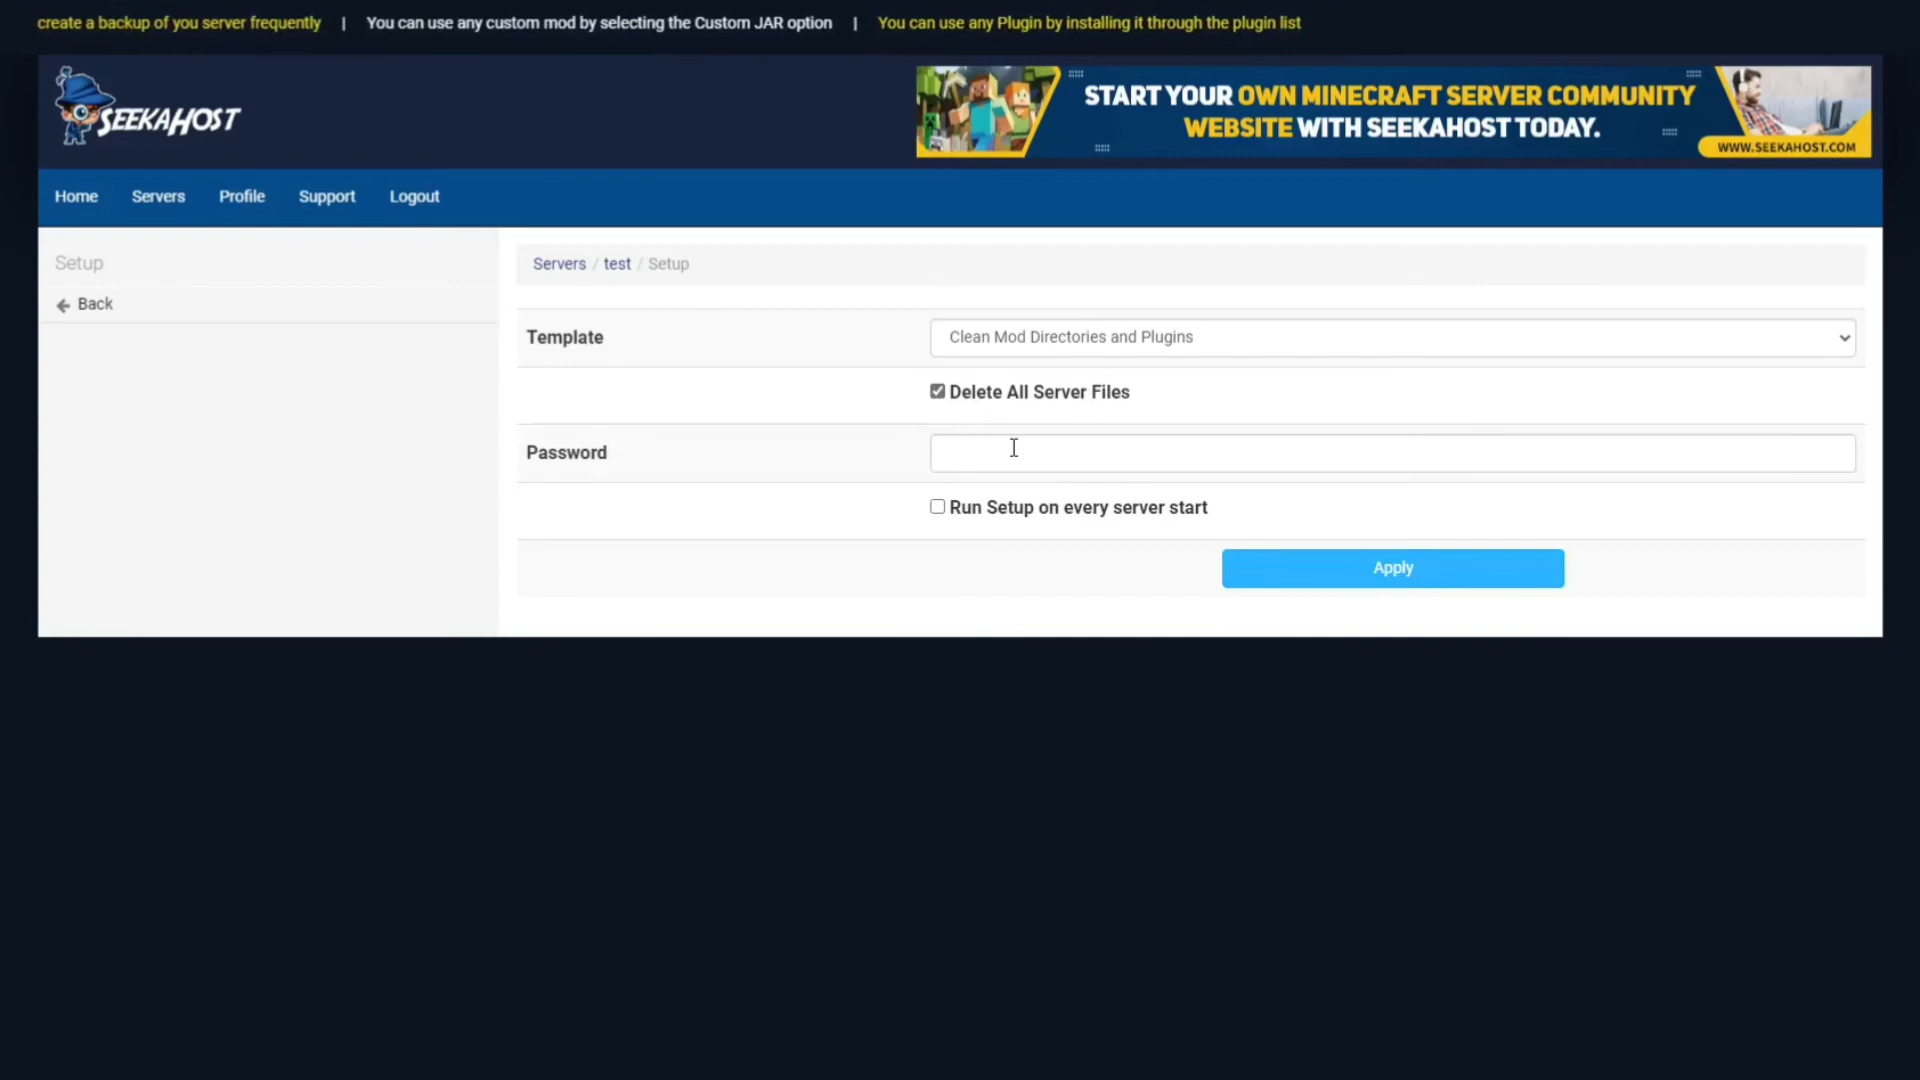 create a backup of you server frequently | You can use any custom mod by selecting the Custom JAR option | You can use any Plugin by installing it through the plugin list
SEEKAHOST
START YOUR OWN MINECRAFT SERVER COMMUNITY
WEBSITE WITH SEEKAHOST TODAY.
WWW.SEEKAHOST.COM
Home Servers Profile Support Logout
Setup
Back
Servers / test / Setup
Template
Clean Mod Directories and Plugins
Delete All Server Files
Password
Run Setup on every server start
Apply